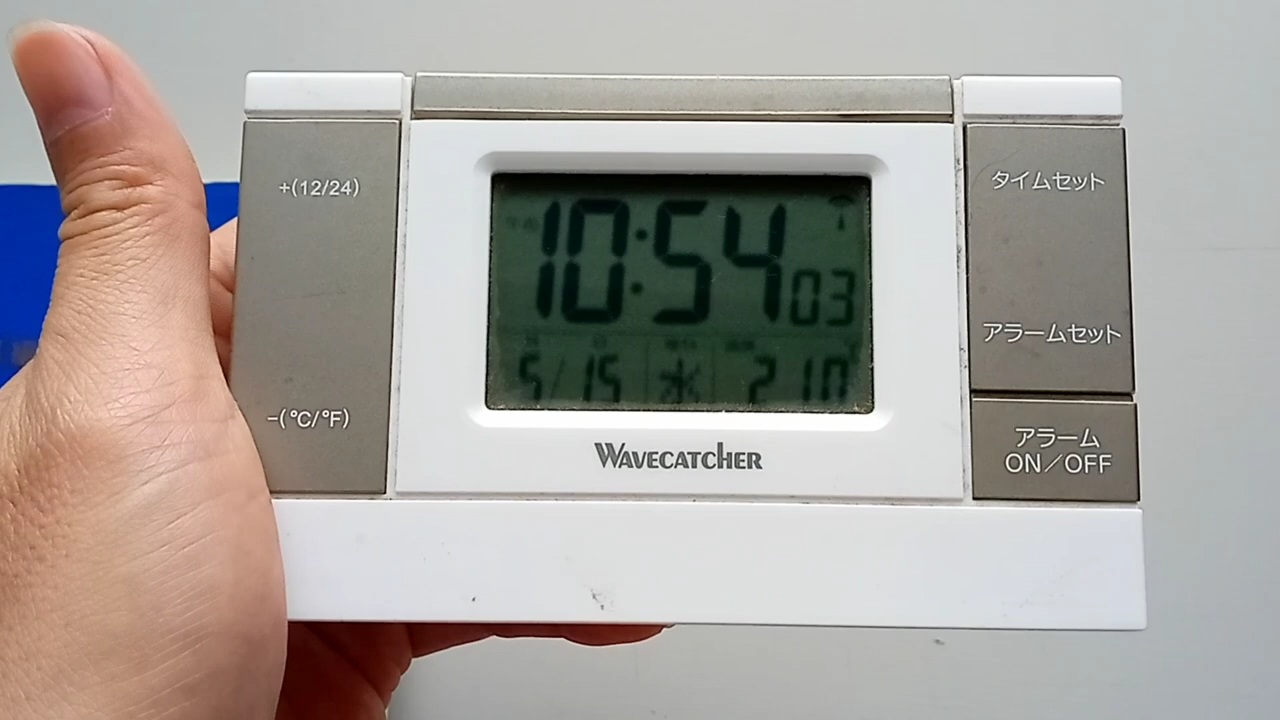 +(12/24)
-(°C/°F)
10:54 03
5/15 水 21.0
WAVECATCHER
タイムセット
アラームセット
アラーム
ON/OFF